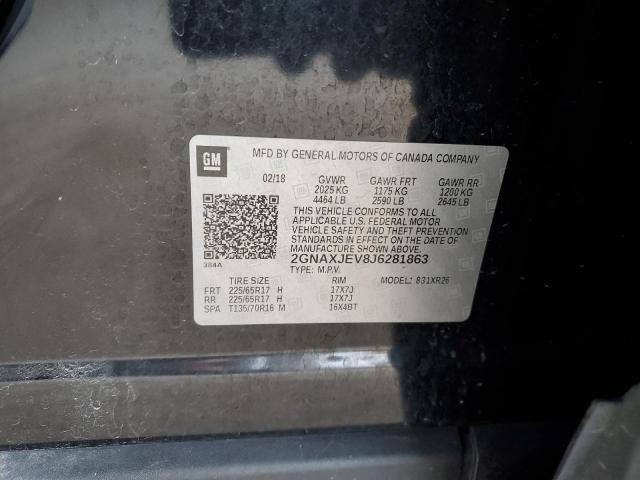 GM MFD BY GENERAL MOTORS OF CANADA COMPANY
02/18 GVWR GAWR FRT GAWR RR
2025 KG 1175 KG 1200 KG
4464 LB 2590 LB 2645 LB
THIS VEHICLE CONFORMS TO ALL
APPLICABLE U.S. FEDERAL MOTOR
VEHICLE SAFETY AND THEFT PREVENTION
STANDARDS IN EFFECT ON THE DATE OF
MANUFACTURE SHOWN ABOVE.
2GNAXJEV8J6281863
384A TYPE: M.P.V. MODEL: 831XR26
TIRE SIZE RIM
FRT 225/65R17 H 17X7J
RR 225/65R17 H 17X7J
SPA T135/70R16 M 16X4BT